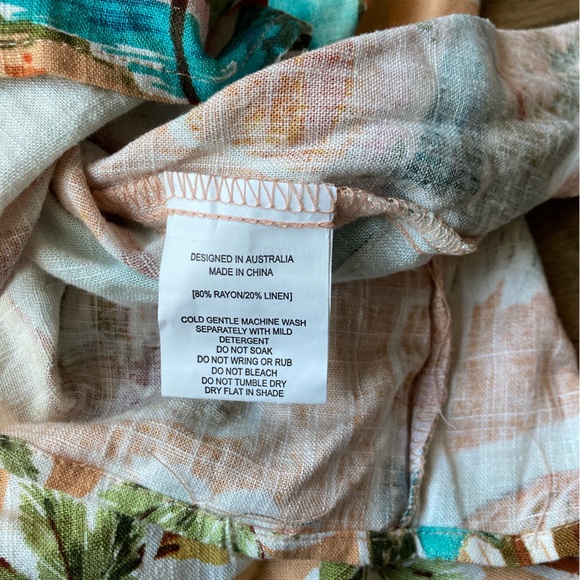 DESIGNED IN AUSTRALIA
MADE IN CHINA
[80% RAYON/20% LINEN]
COLD GENTLE MACHINE WASH
SEPARATELY WITH MILD
DETERGENT
DO NOT SOAK
DO NOT WRING OR RUB
DO NOT BLEACH
DO NOT TUMBLE DRY
DRY FLAT IN SHADE